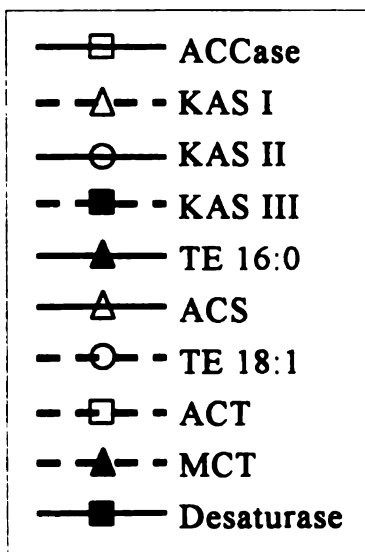 ACCase
KAS I
KAS II
KAS III
TE 16:0
ACS
TE 18:1
ACT
MCT
Desaturase